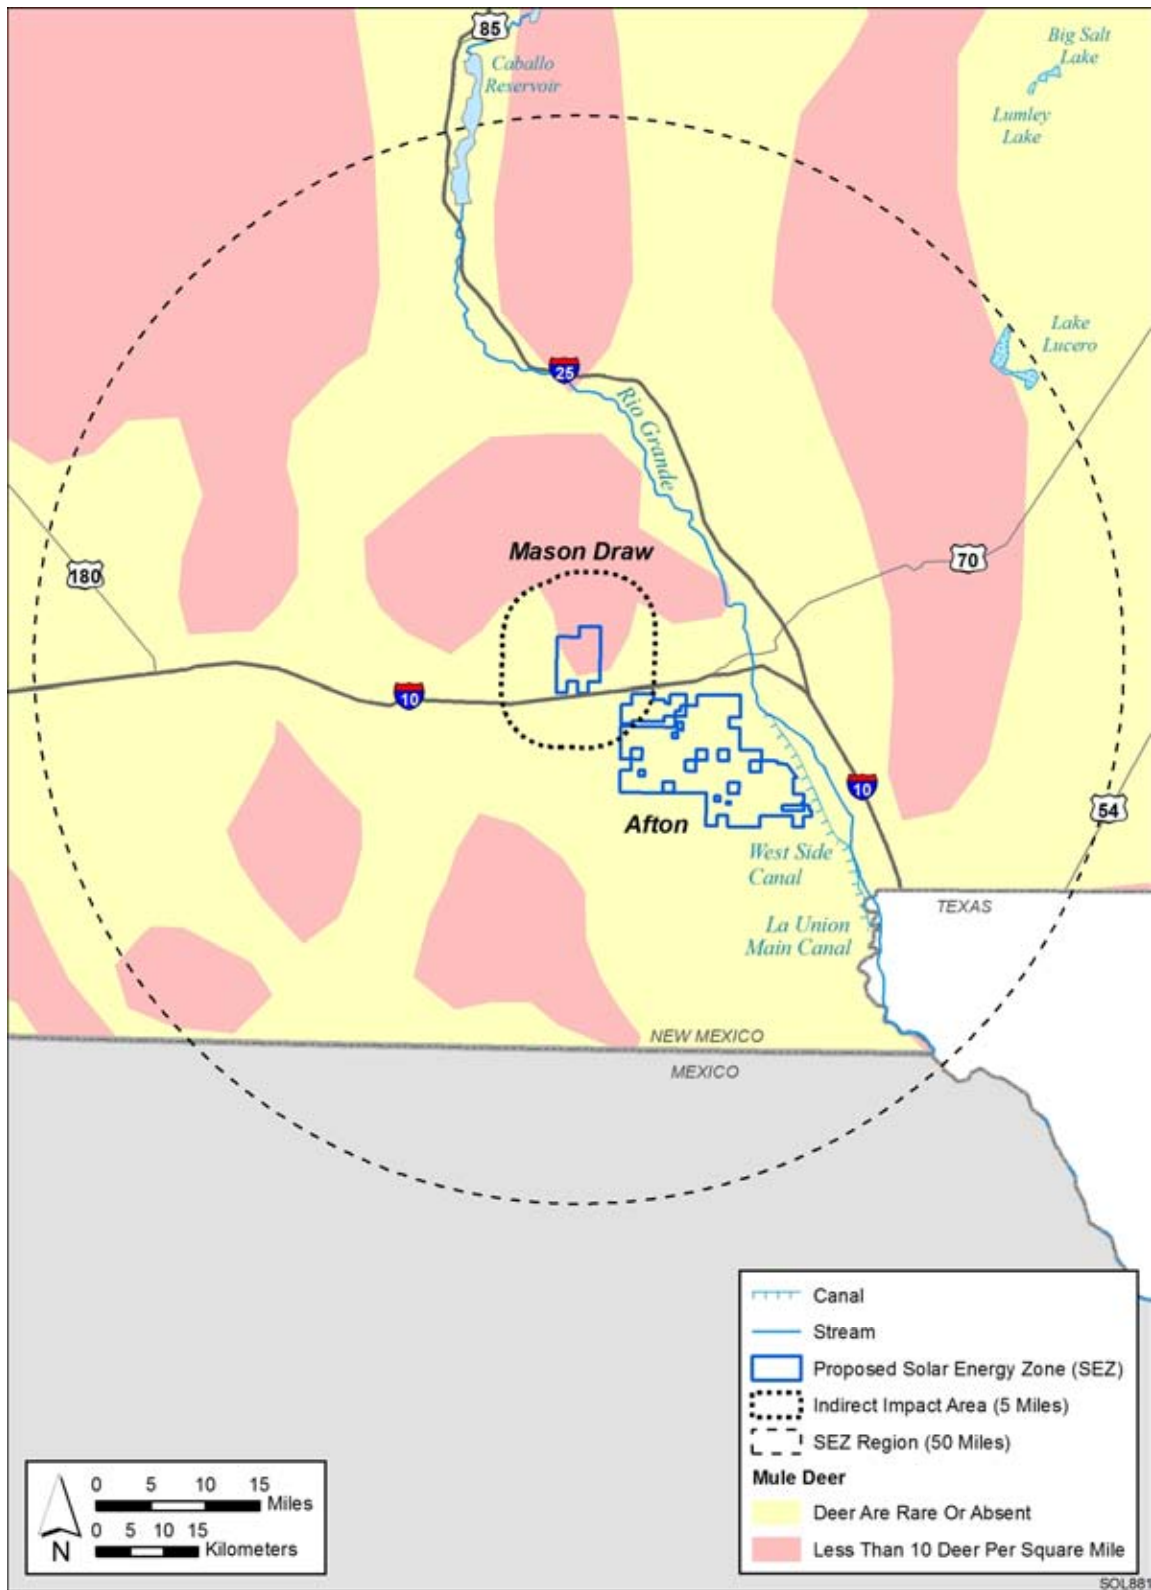 85
Caballo
Reservoir
Big Salt
Lake
Lumley
Lake
Lake
Lucero
25
Rio Grande
Mason Draw
70
180
10
10
54
Afton
West Side
Canal
TEXAS
La Union
Main Canal
NEW MEXICO
MEXICO
Canal
Stream
Proposed Solar Energy Zone (SEZ)
Indirect Impact Area (5 Miles)
SEZ Region (50 Miles)
Mule Deer
Deer Are Rare Or Absent
Less Than 10 Deer Per Square Mile
0 5 10 15
Miles
0 5 10 15
Kilometers
N
SOL881